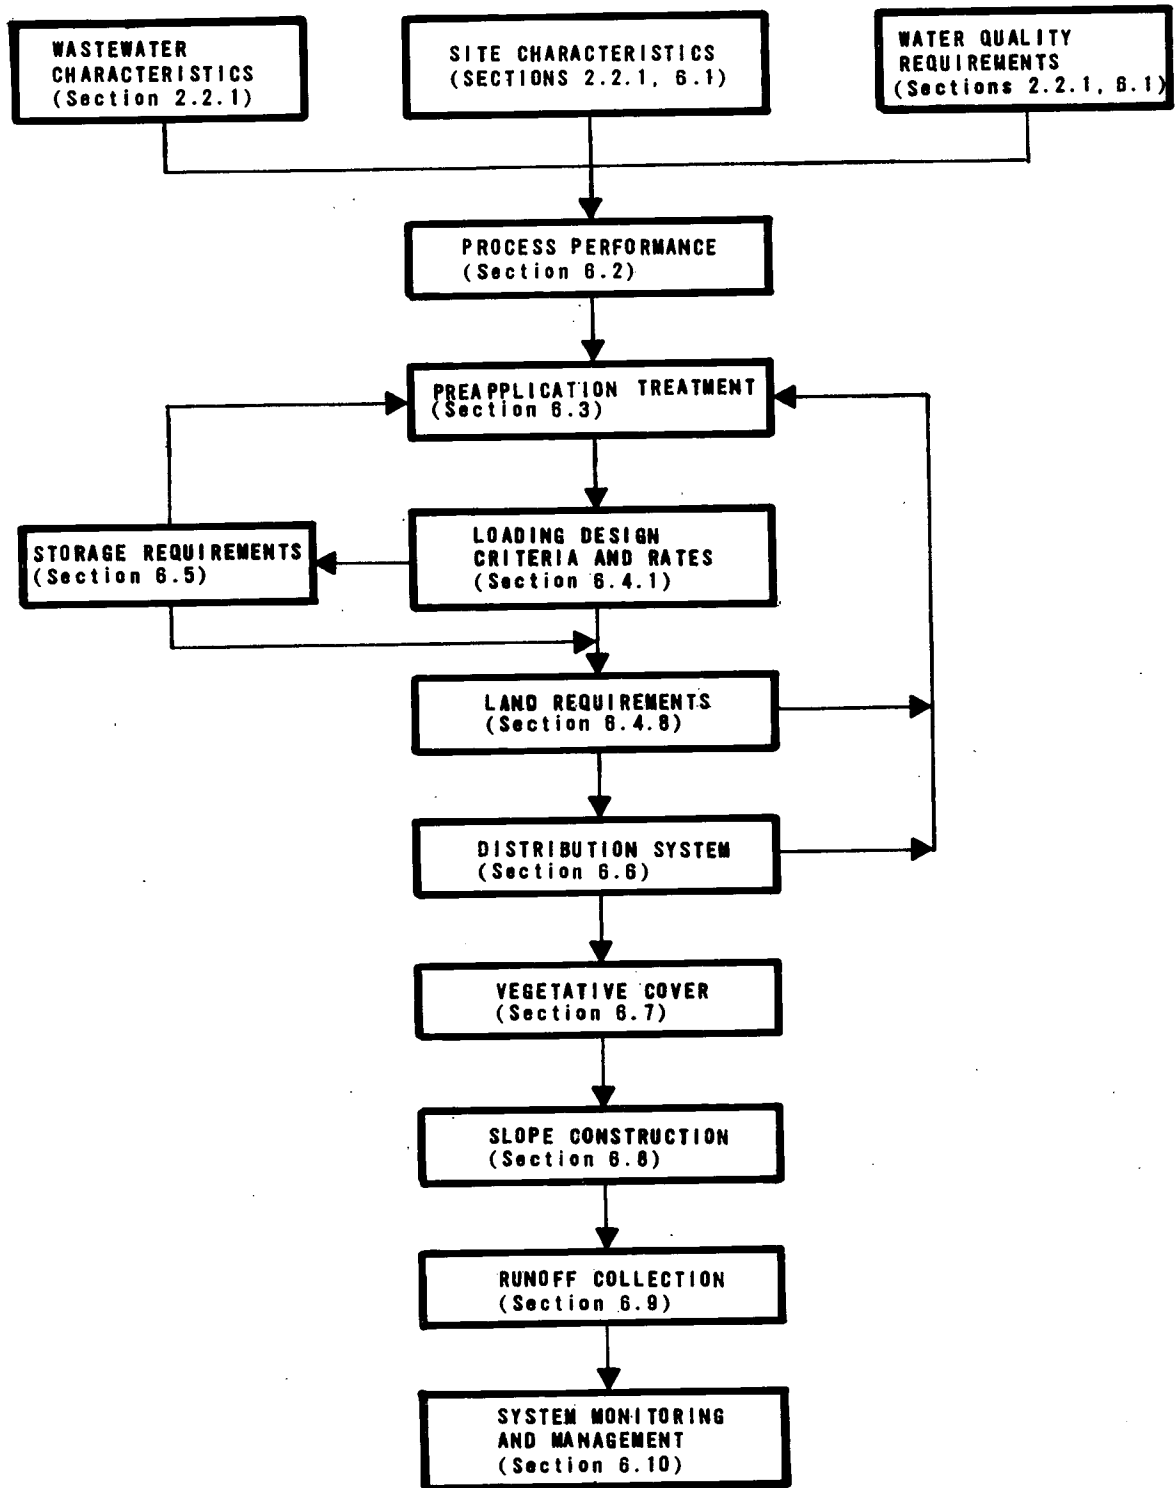 WASTEWATER
CHARACTERISTICS
(Section 2.2.1)
SITE CHARACTERISTICS
(SECTIONS 2.2.1, 6.1)
WATER QUALITY
REQUIREMENTS
(Sections 2.2.1, 6.1)
PROCESS PERFORMANCE
(Section 6.2)
PREAPPLICATION TREATMENT
(Section 6.3)
LOADING DESIGN
CRITERIA AND RATES
(Section 6.4.1)
STORAGE REQUIREMENTS
(Section 6.5)
LAND REQUIREMENTS
(Section 6.4.8)
DISTRIBUTION SYSTEM
(Section 6.6)
VEGETATIVE COVER
(Section 6.7)
SLOPE CONSTRUCTION
(Section 6.8)
RUNOFF COLLECTION
(Section 6.9)
SYSTEM MONITORING
AND MANAGEMENT
(Section 6.10)